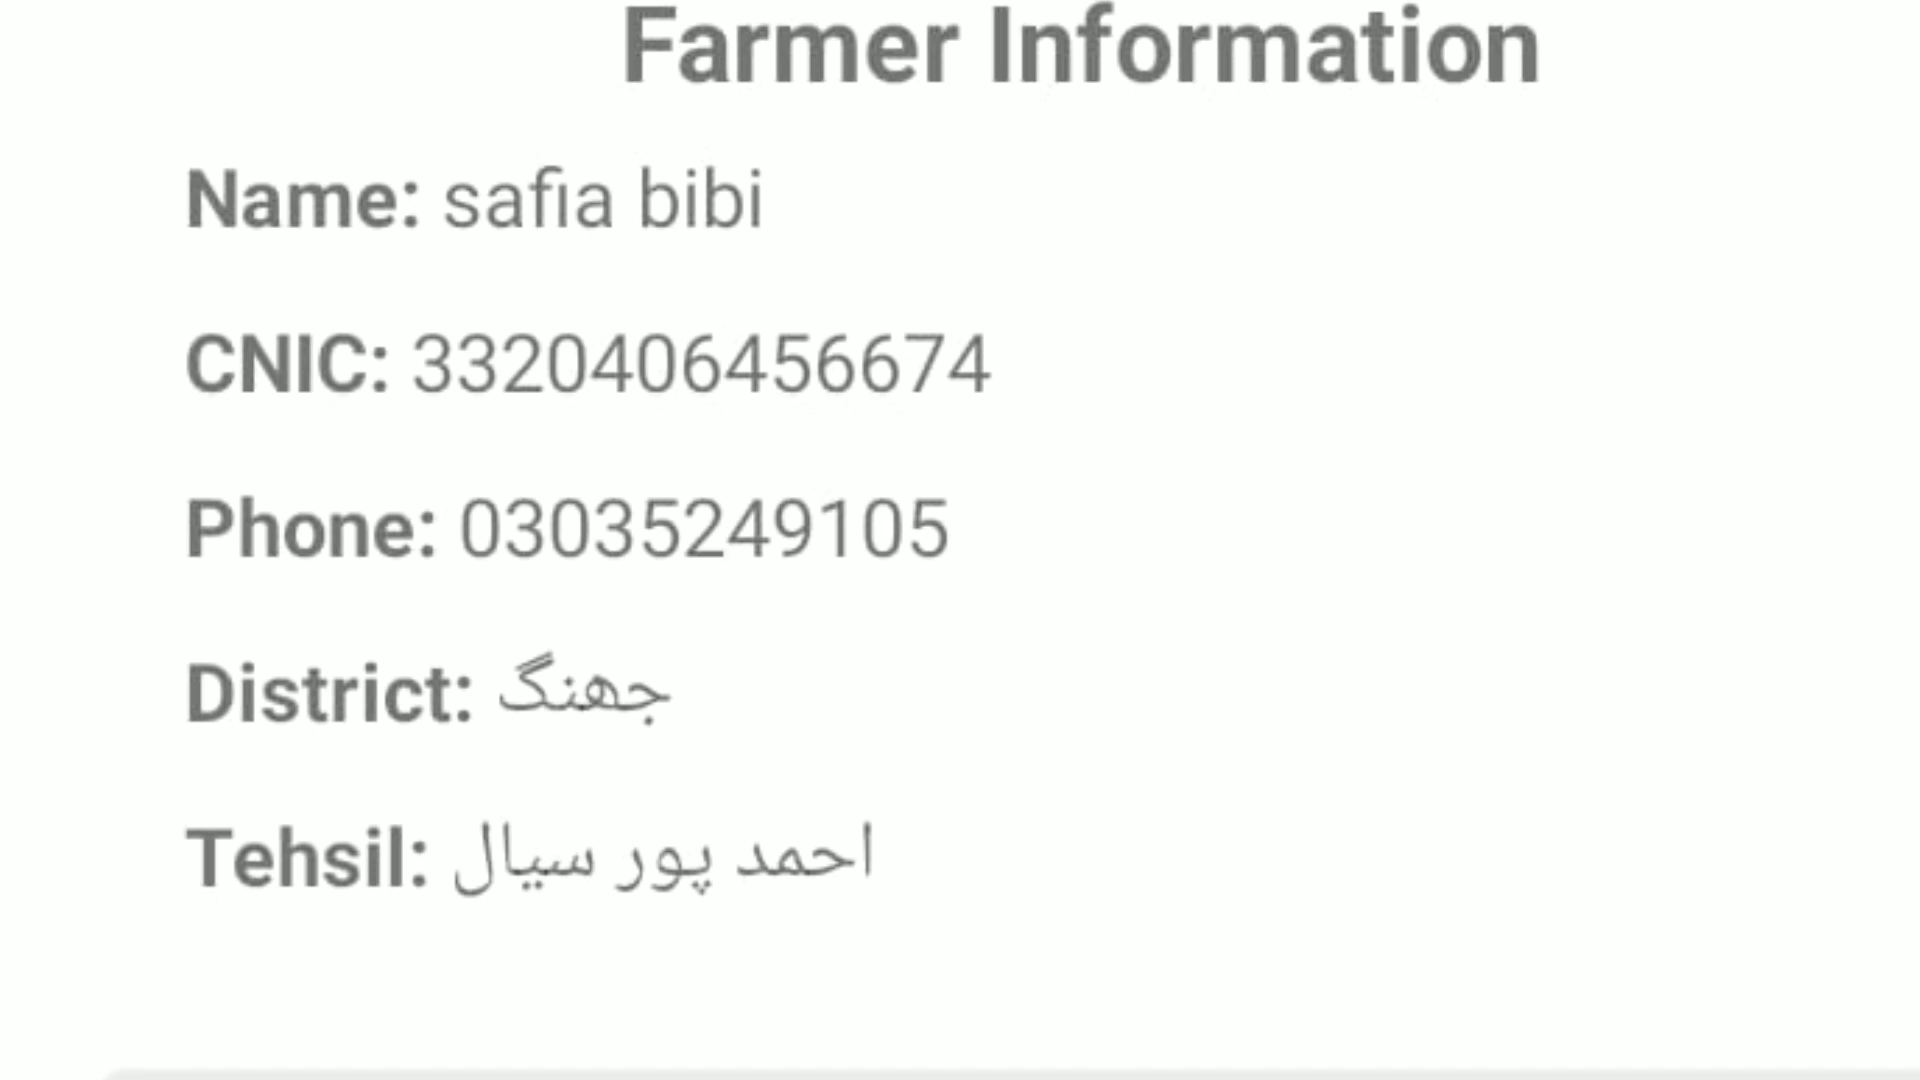 Farmer Information
Name: safia bibi
CNIC: 3320406456674
Phone: 03035249105
District: جھنگ
Tehsil: احمد پور سیال